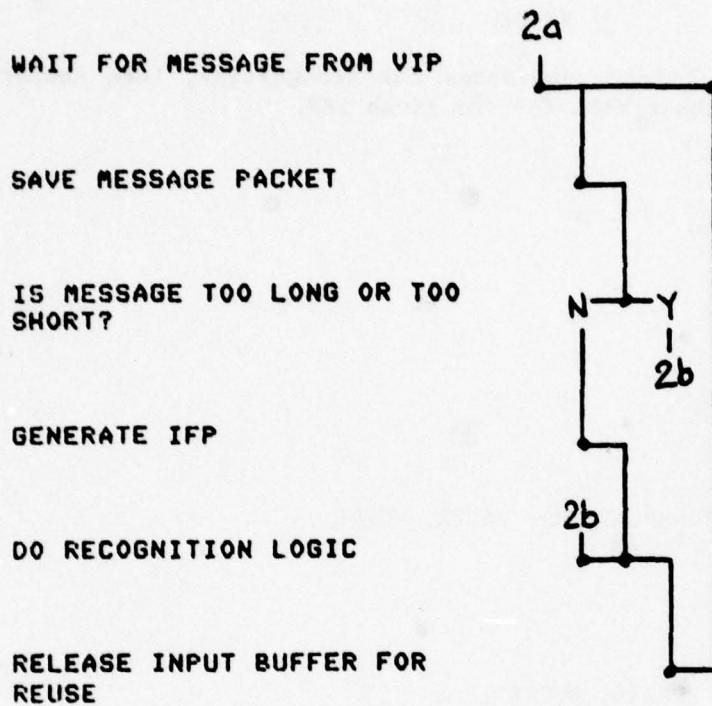 2a
WAIT FOR MESSAGE FROM VIP
SAVE MESSAGE PACKET
IS MESSAGE TOO LONG OR TOO
SHORT?
N Y
2b
GENERATE IFP
2b
DO RECOGNITION LOGIC
RELEASE INPUT BUFFER FOR
REUSE